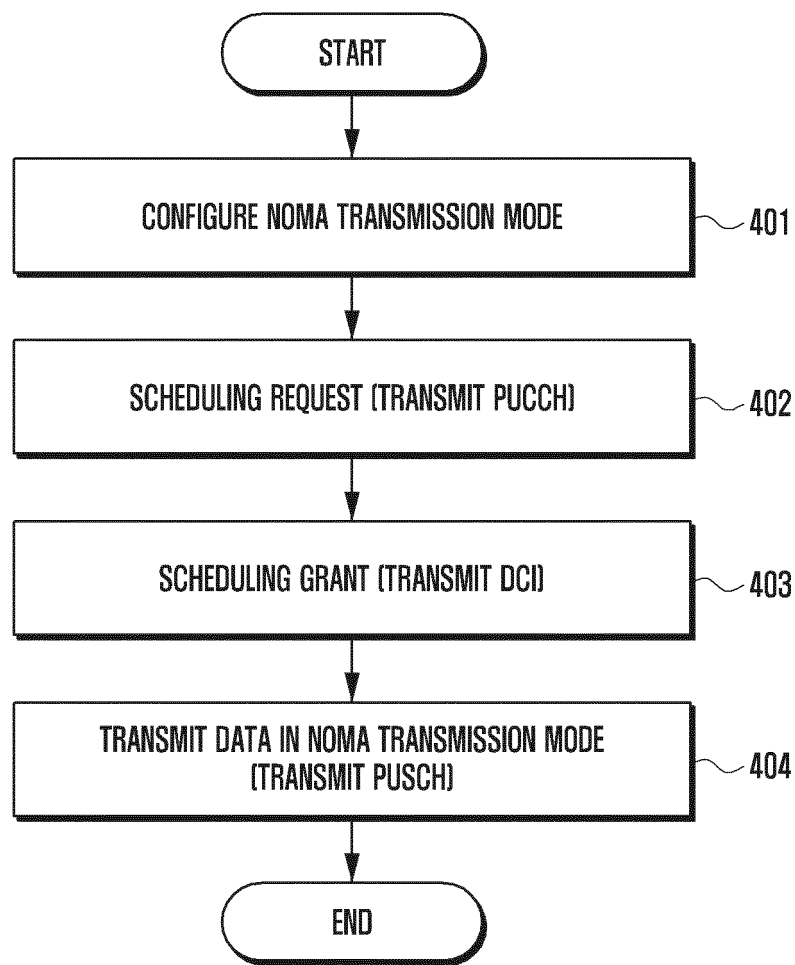 START
CONFIGURE NOMA TRANSMISSION MODE
401
SCHEDULING REQUEST (TRANSMIT PUCCH)
402
SCHEDULING GRANT (TRANSMIT DCI)
403
TRANSMIT DATA IN NOMA TRANSMISSION MODE
(TRANSMIT PUSCH)
404
END